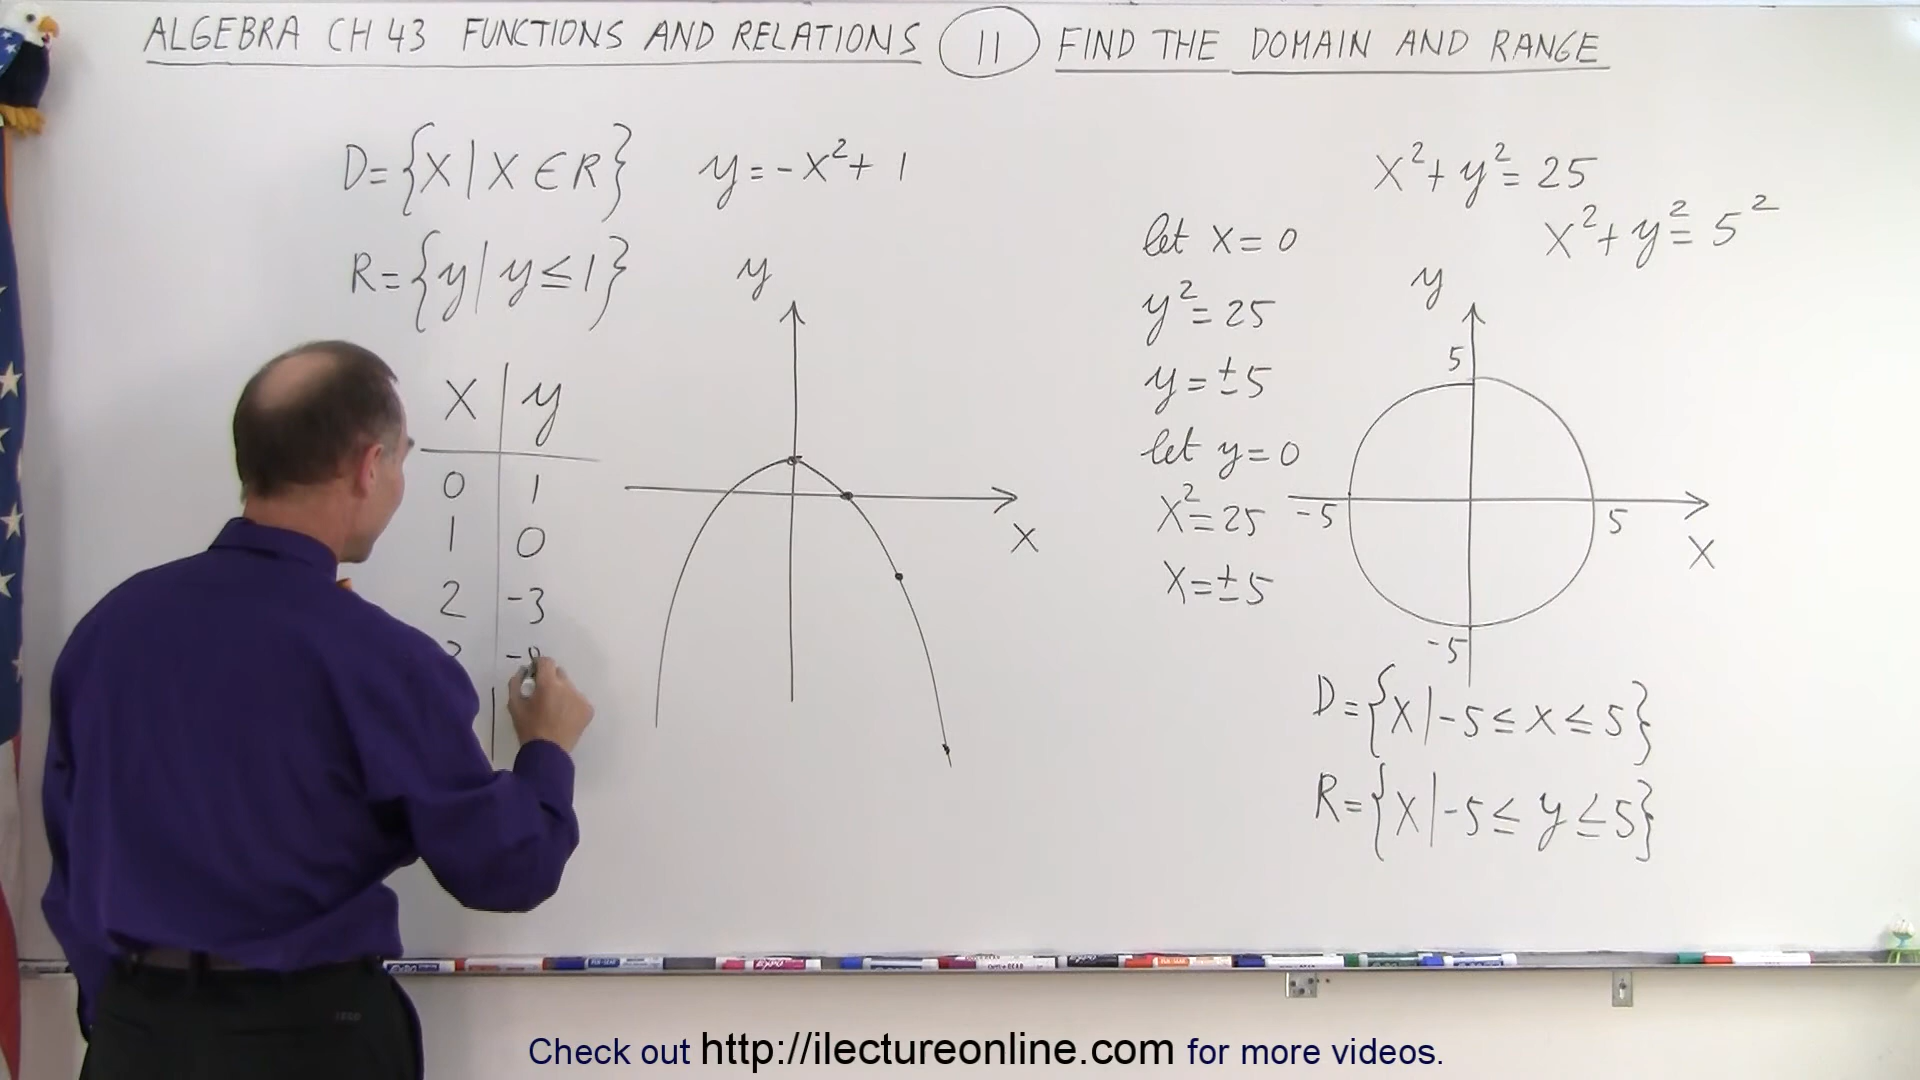 ALGEBRA CH 43 FUNCTIONS AND RELATIONS 11 FIND THE DOMAIN AND RANGE
D={X|X∈R}
y=-X²+1
R={y|y≤1}
X y
0 1
1 0
2 -3
y
X
X²+y²=25
X²+y²=5²
let X=0
y²=25
y=±5
let y=0
X²=25
X=±5
y
5
-5
5
X
-5
D={X|-5≤X≤5}
R={X|-5≤y≤5}
EXPO
Check out http://ilectureonline.com for more videos.